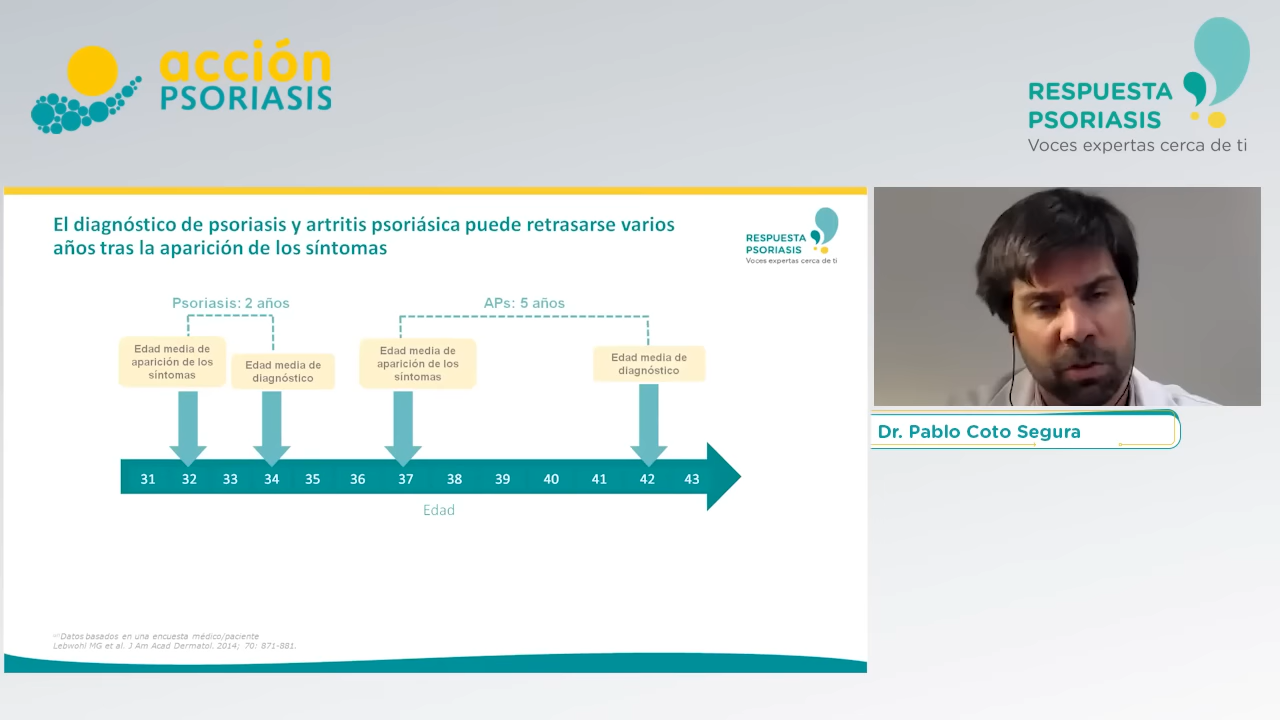 acción
PSORIASIS
RESPUESTA
PSORIASIS
Voces expertas cerca de ti
El diagnóstico de psoriasis y artritis psoriásica puede retrasarse varios
años tras la aparición de los síntomas
RESPUESTA
PSORIASIS
Voces expertas cerca de ti
Psoriasis: 2 años
APs: 5 años
Edad media de
aparición de los
síntomas
Edad media de
diagnóstico
Edad media de
aparición de los
síntomas
Edad media de
diagnóstico
31 32 33 34 35 36 37 38 39 40 41 42 43
Edad
Datos basados en una encuesta médico/paciente
Lebwohl MG et al. J Am Acad Dermatol. 2014; 70: 871-881.
Dr. Pablo Coto Segura